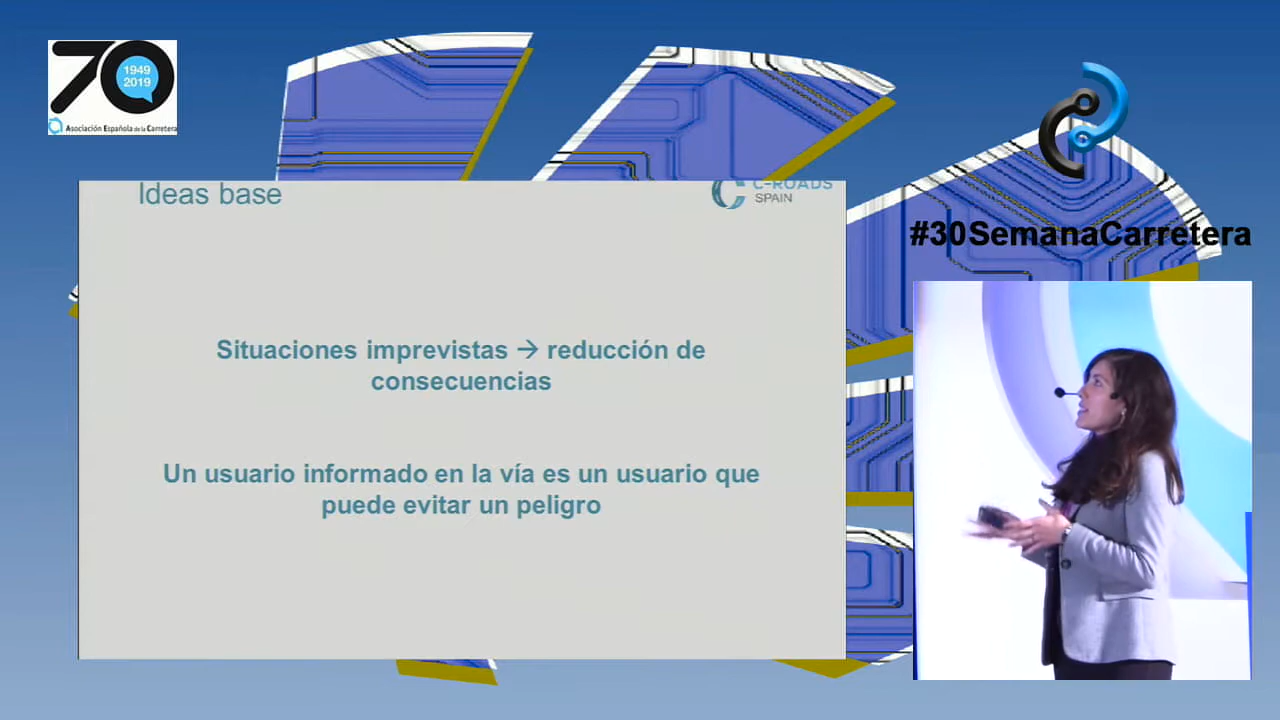 70
1949
2019
Asociación Española de la Carretera
Ideas base
C-ROADS
SPAIN
#30SemanaCarretera
Situaciones imprevistas → reducción de
consecuencias
Un usuario informado en la vía es un usuario que
puede evitar un peligro